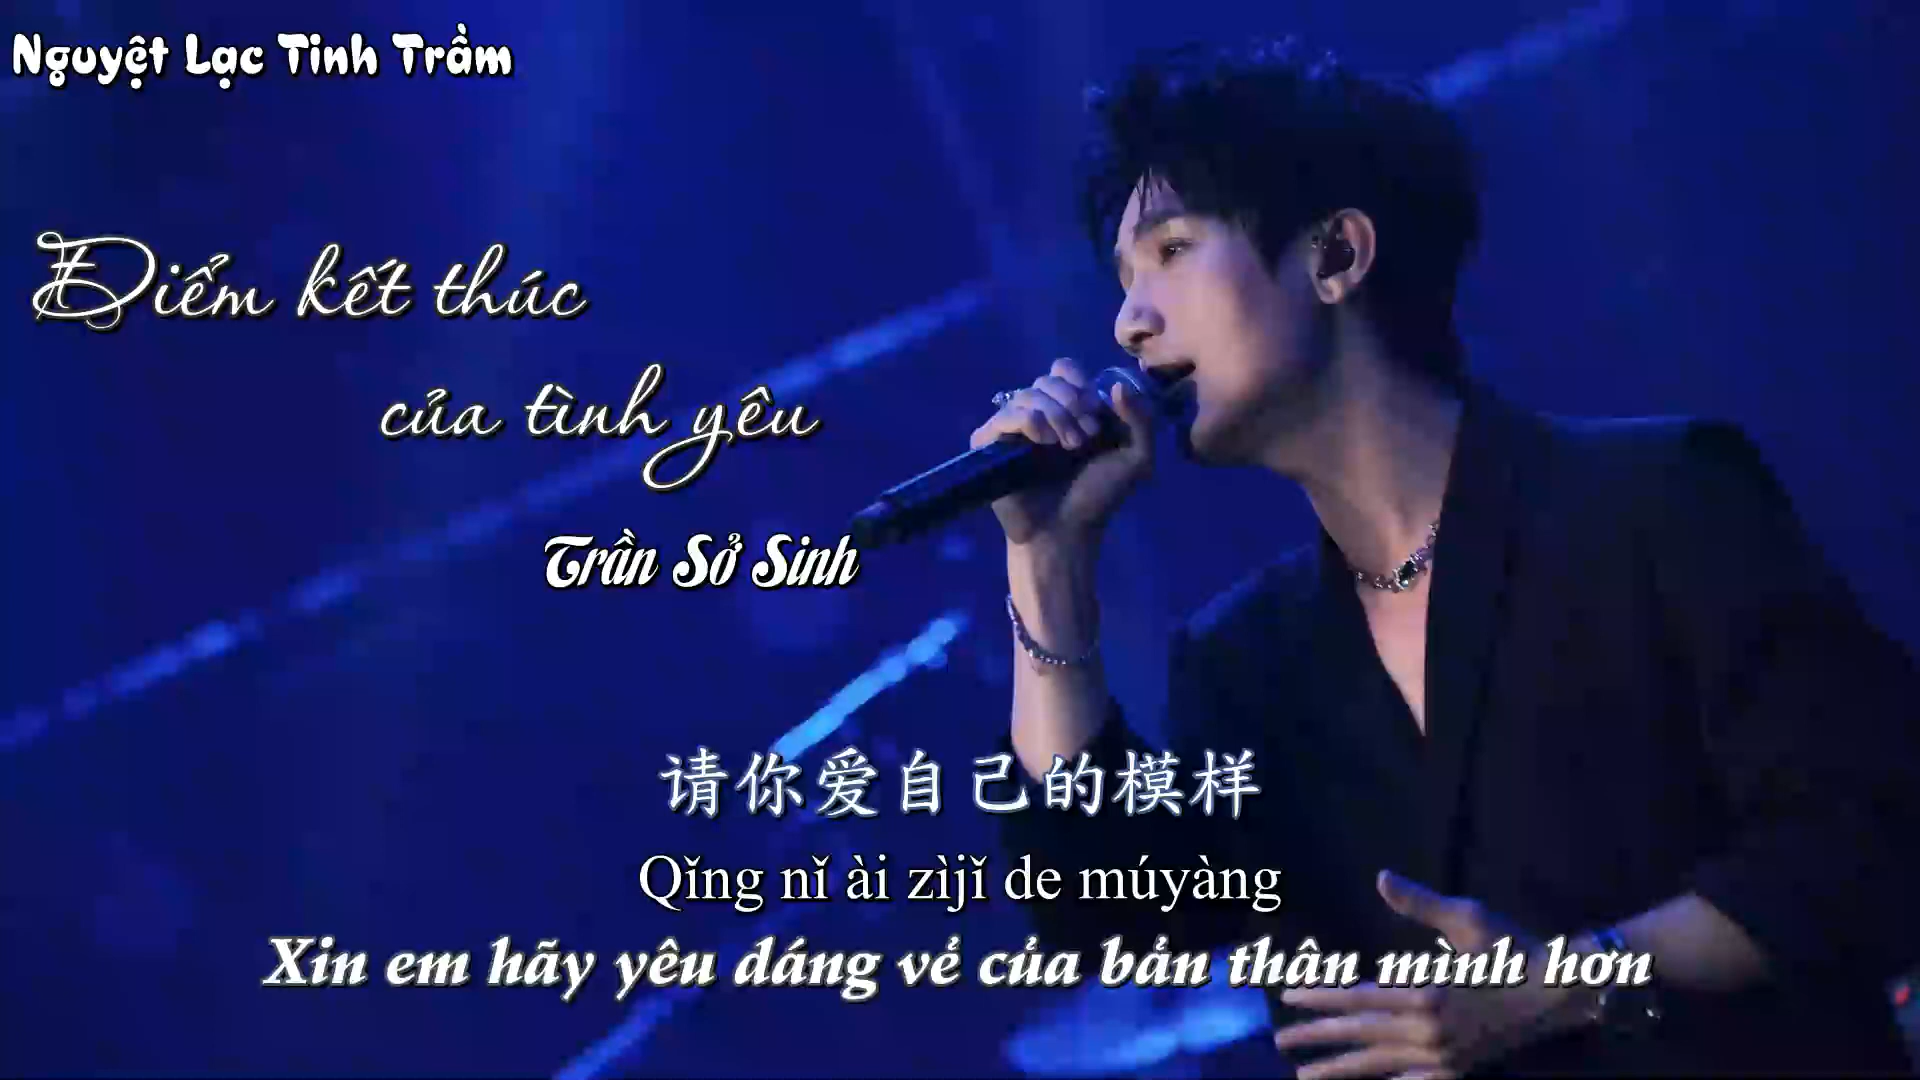 Nguyệt Lạc Tinh Trầm
Điểm kết thúc
của tình yêu
Trần Sở Sinh
请你爱自己的模样
Qǐng nǐ ài zìjǐ de múyàng
Xin em hãy yêu dáng vẻ của bản thân mình hơn